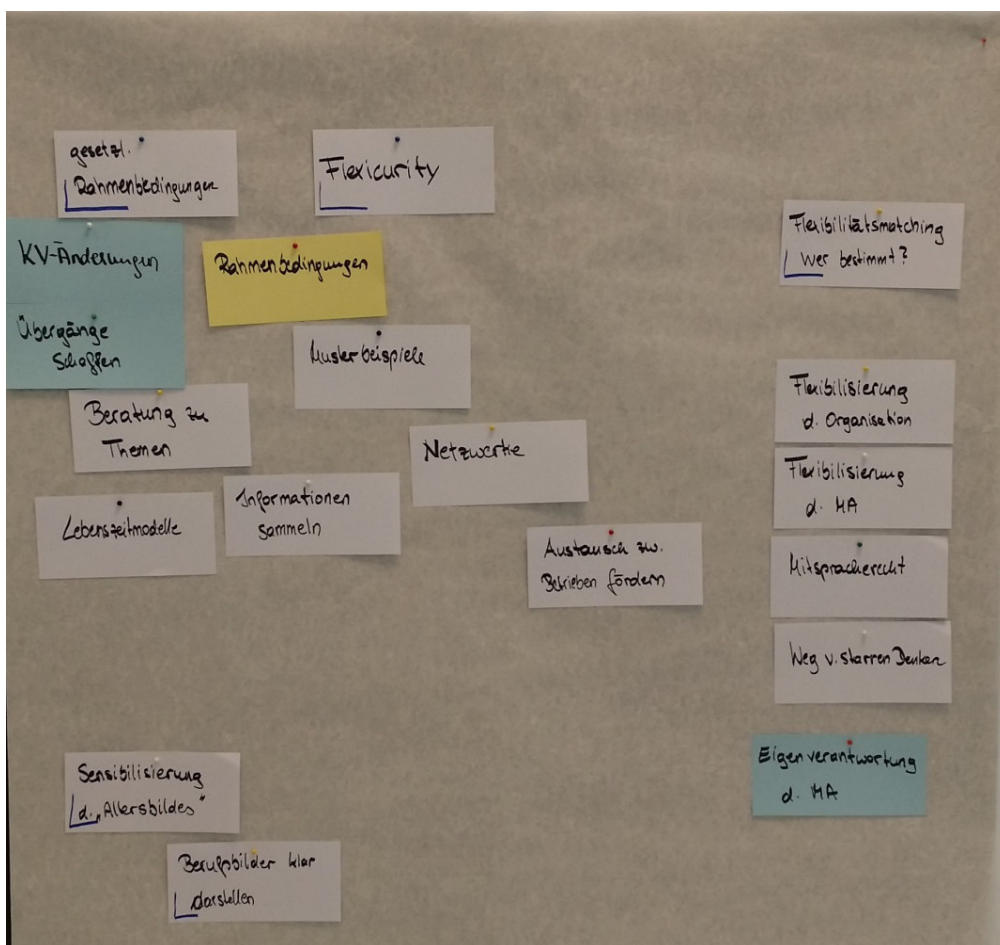 gesetzl.
Rahmenbedingungen
Flexicurity
KV-Änderungen
Übergänge
Schaffen
Rahmenbedingungen
Musterbeispiele
Beratung zu
Themen
Netzwerke
Lebenszeitmodelle
Informationen
sammeln
Austausch zw.
Betrieben fördern
Sensibilisierung
d. „Altersbildes“
Berufsbilder klar
darstellen
Flexibilitätsmatching
Wer bestimmt?
Flexibilisierung
d. Organisation
Flexibilisierung
d. MA
Mitspracherecht
Weg v. starren Denken
Eigenverantwortung
d. MA